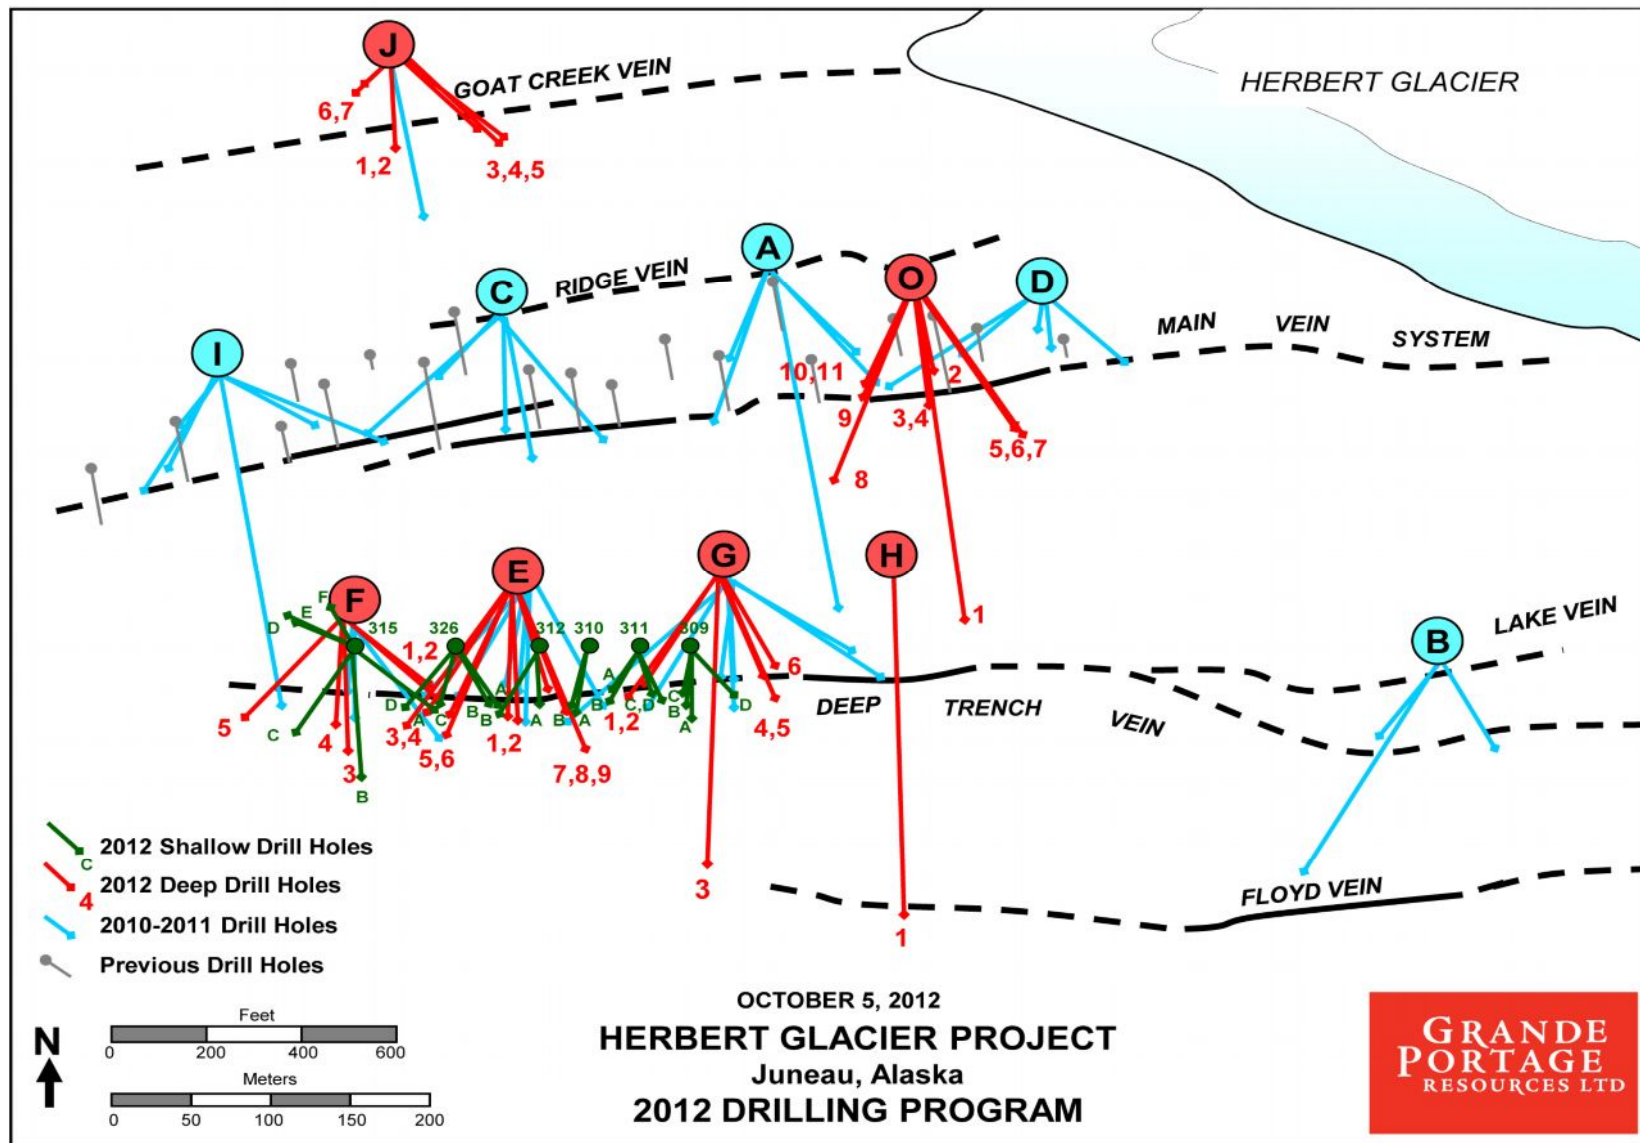 J
GOAT CREEK VEIN
HERBERT GLACIER
6,7
1,2
3,4,5
A
RIDGE VEIN
C
O
D
I
MAIN VEIN SYSTEM
10,11
2
9
3,4
5,6,7
8
G
H
E
F
F
E
D
315
326
312
310
311
309
1
B
LAKE VEIN
1,2
6
A
A
D
A
C
B
B
A
B
A
B
C,D
C
B
A
D
DEEP TRENCH VEIN
5
C
4
3,4
5,6
1,2
1,2
4,5
3
B
7,8,9
3
FLOYD VEIN
1
2012 Shallow Drill Holes
C
2012 Deep Drill Holes
4
2010-2011 Drill Holes
Previous Drill Holes
N
Feet
0 200 400 600
Meters
0 50 100 150 200
OCTOBER 5, 2012
HERBERT GLACIER PROJECT
Juneau, Alaska
2012 DRILLING PROGRAM
GRANDE
PORTAGE
RESOURCES LTD